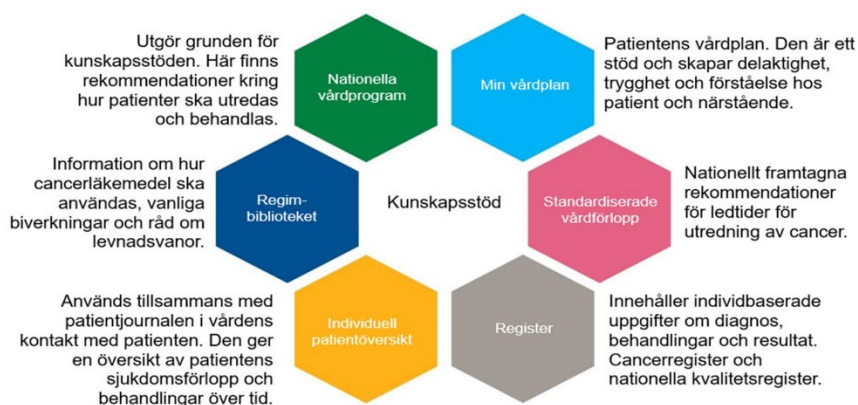 Utgör grunden för
kunskapsstöden. Här finns
rekommendationer kring
hur patienter ska utredas
och behandlas.
Nationella
vårdprogram
Min vårdplan
Patientens vårdplan. Den är ett
stöd och skapar delaktighet,
trygghet och förståelse hos
patient och närstående.
Information om hur
cancerläkemedel ska
användas, vanliga
biverkningar och råd om
levnadsvanor.
Regim-
biblioteket
Kunskapsstöd
Standardiserade
vårdförlopp
Nationellt framtagna
rekommendationer
för ledtider för
utredning av cancer.
Används tillsammans med
patientjournalen i vårdens
kontakt med patienten. Den ger
en översikt av patientens
sjukdomsförlopp och
behandlingar över tid.
Individuell
patientöversikt
Register
Innehåller individbaserade
uppgifter om diagnos,
behandlingar och resultat.
Cancerregister och
nationella kvalitetsregister.